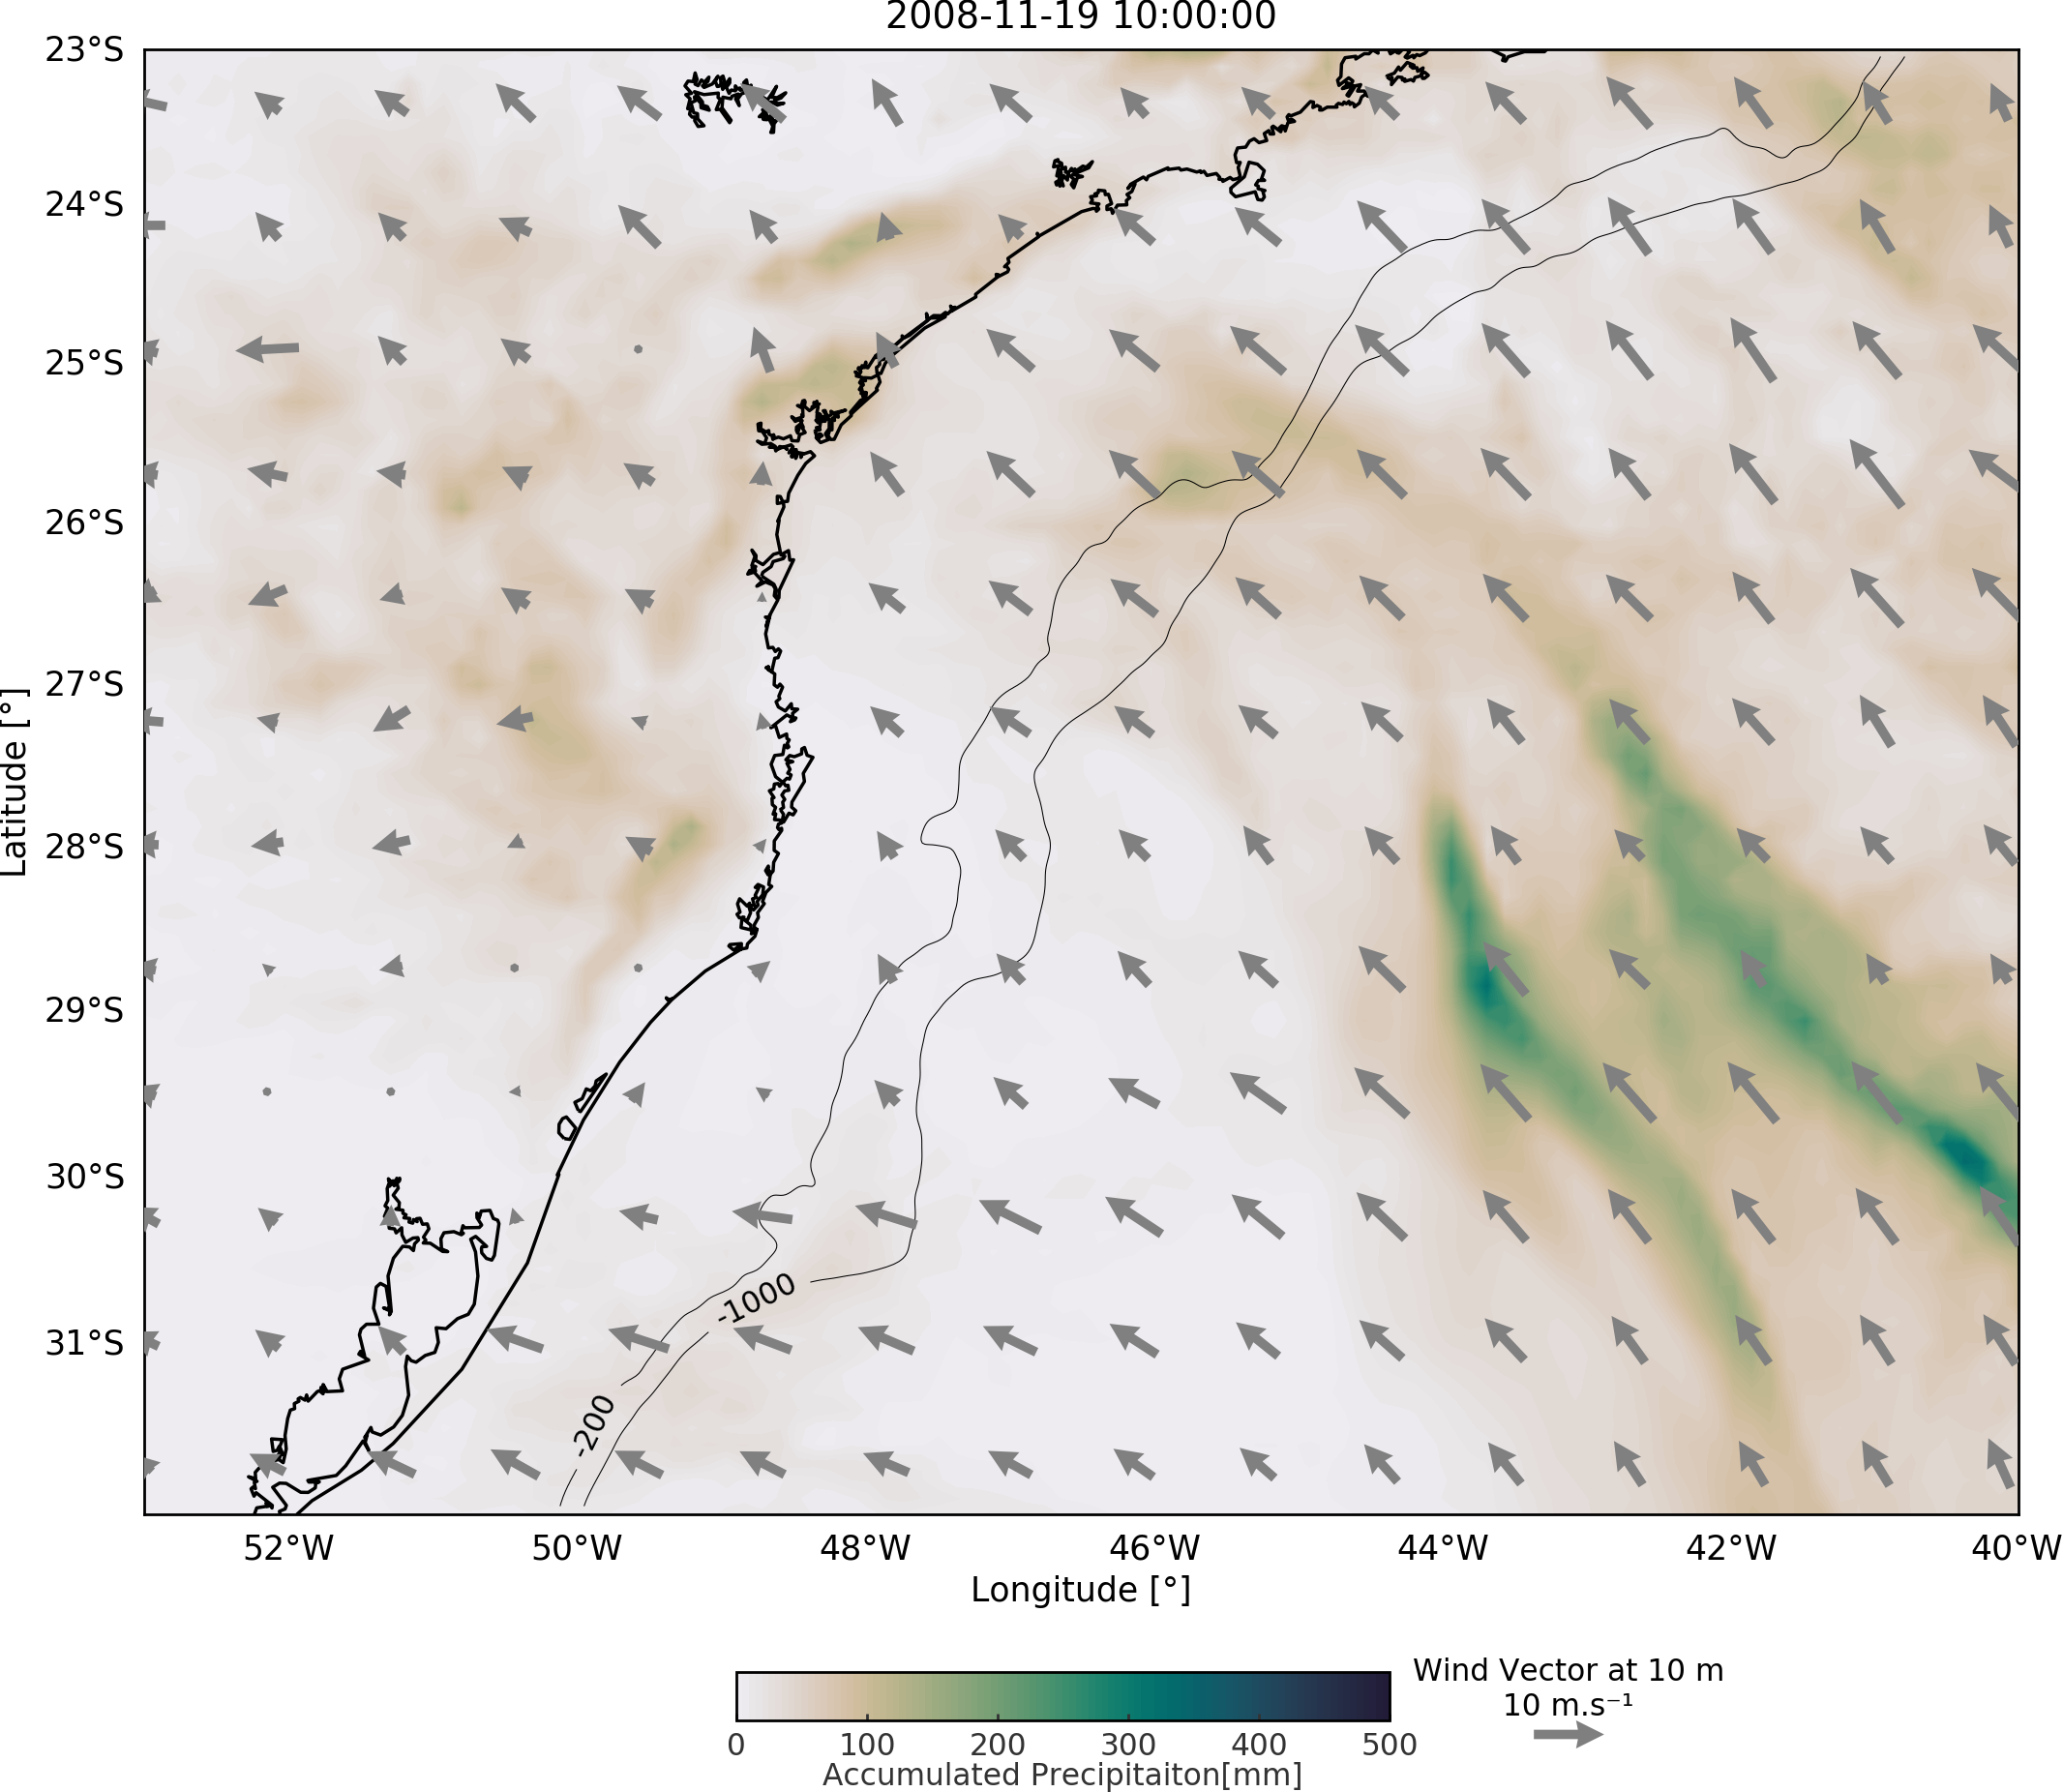 2008-11-19 10:00:00
23°S
24°S
25°S
26°S
27°S
28°S
29°S
30°S
31°S
Latitude [°]
-1000
-200
52°W 50°W 48°W 46°W 44°W 42°W 40°W
Longitude [°]
Wind Vector at 10 m
10 m.s⁻¹
0 100 200 300 400 500
Accumulated Precipitaiton[mm]